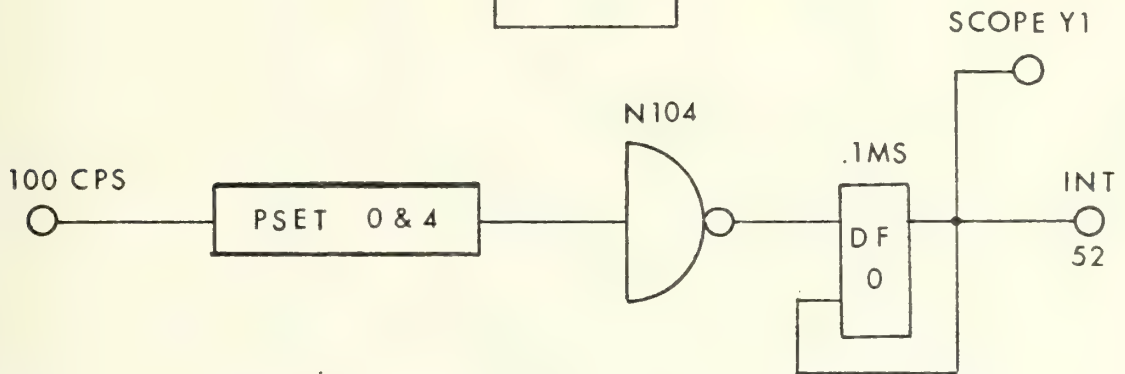 SCOPE Y1
N104
.1MS
100 CPS
PSET 0 & 4
DF
0
INT
52